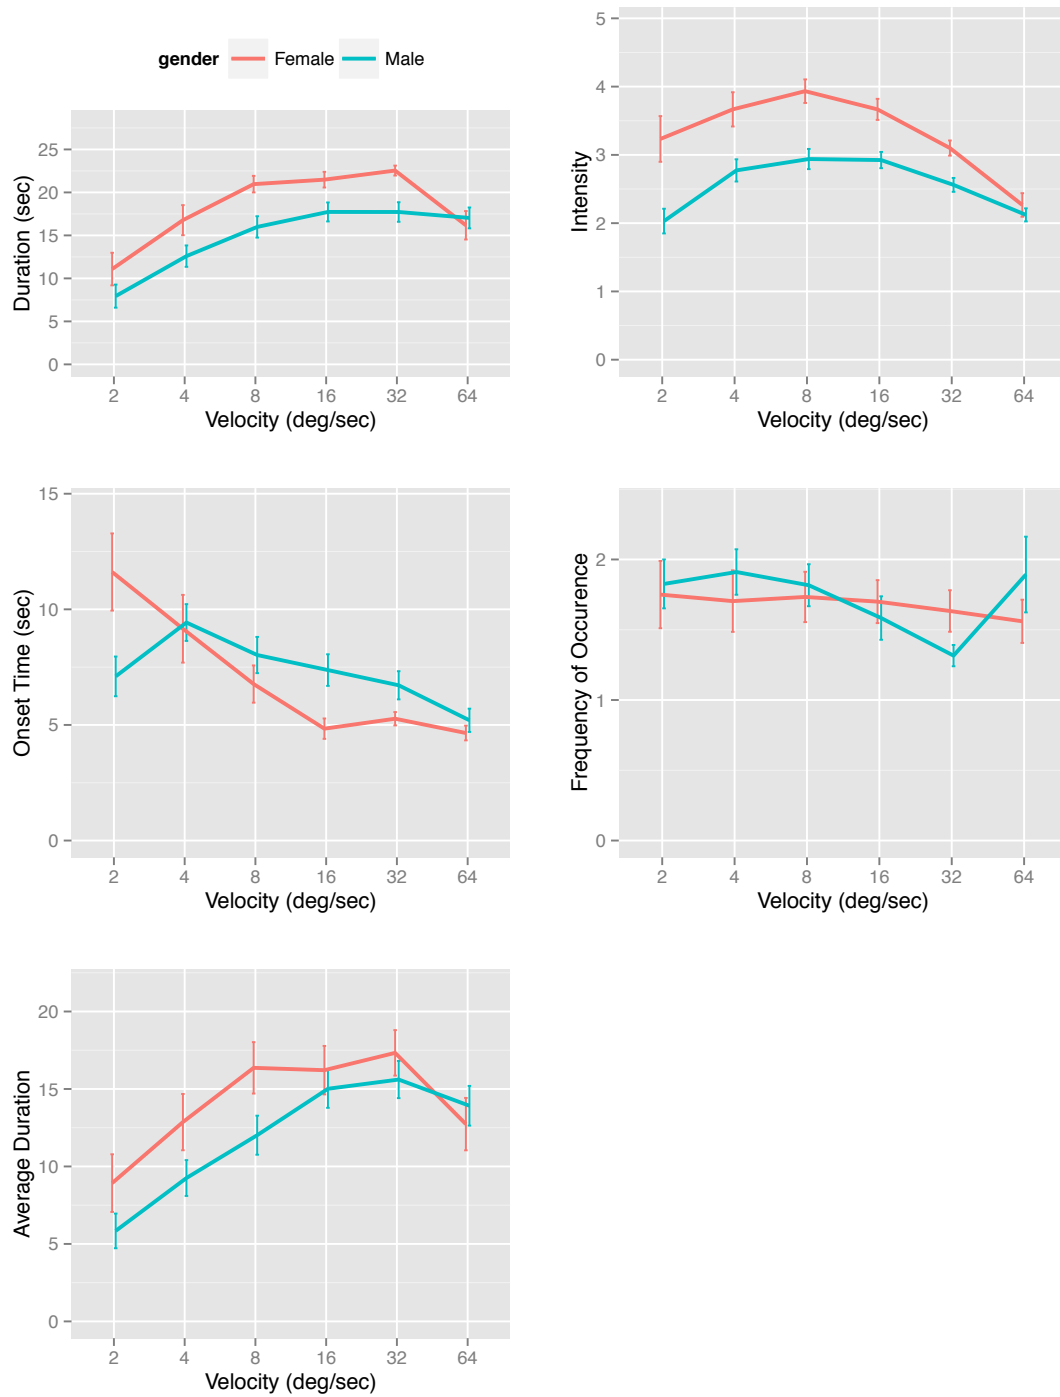 gender Female Male
Duration (sec)
25
20
15
10
5
0
2 4 8 16 32 64
Velocity (deg/sec)
Intensity
5
4
3
2
1
0
2 4 8 16 32 64
Velocity (deg/sec)
Onset Time (sec)
15
10
5
0
2 4 8 16 32 64
Velocity (deg/sec)
Frequency of Occurence
2
1
0
2 4 8 16 32 64
Velocity (deg/sec)
Average Duration
20
15
10
5
0
2 4 8 16 32 64
Velocity (deg/sec)